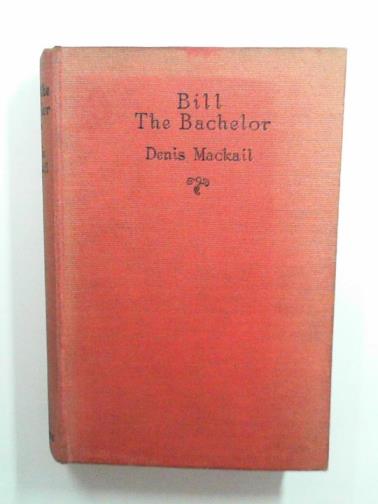 Bill
The Bachelor
Denis Mackail